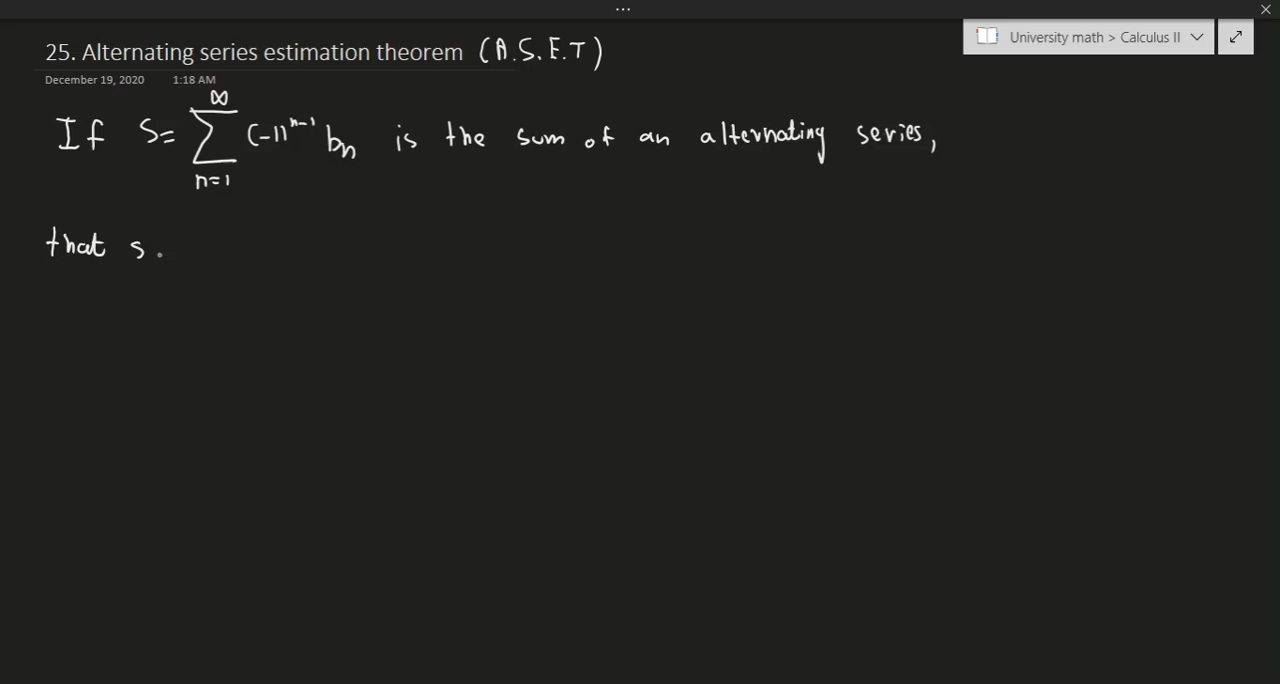 25. Alternating series estimation theorem (A.S.E.T)
University math > Calculus II
December 19, 2020 1:18 AM
If S = ∑_{n=1}^{∞} (-1)^{n-1} b_n is the sum of an alternating series,
that s